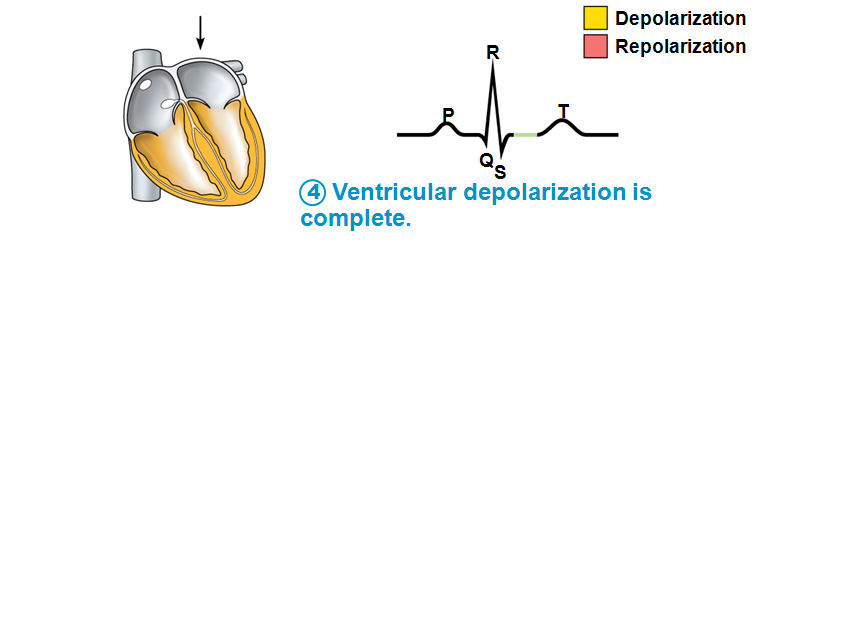 Depolarization
Repolarization
R
P
T
Q
S
④ Ventricular depolarization is
complete.